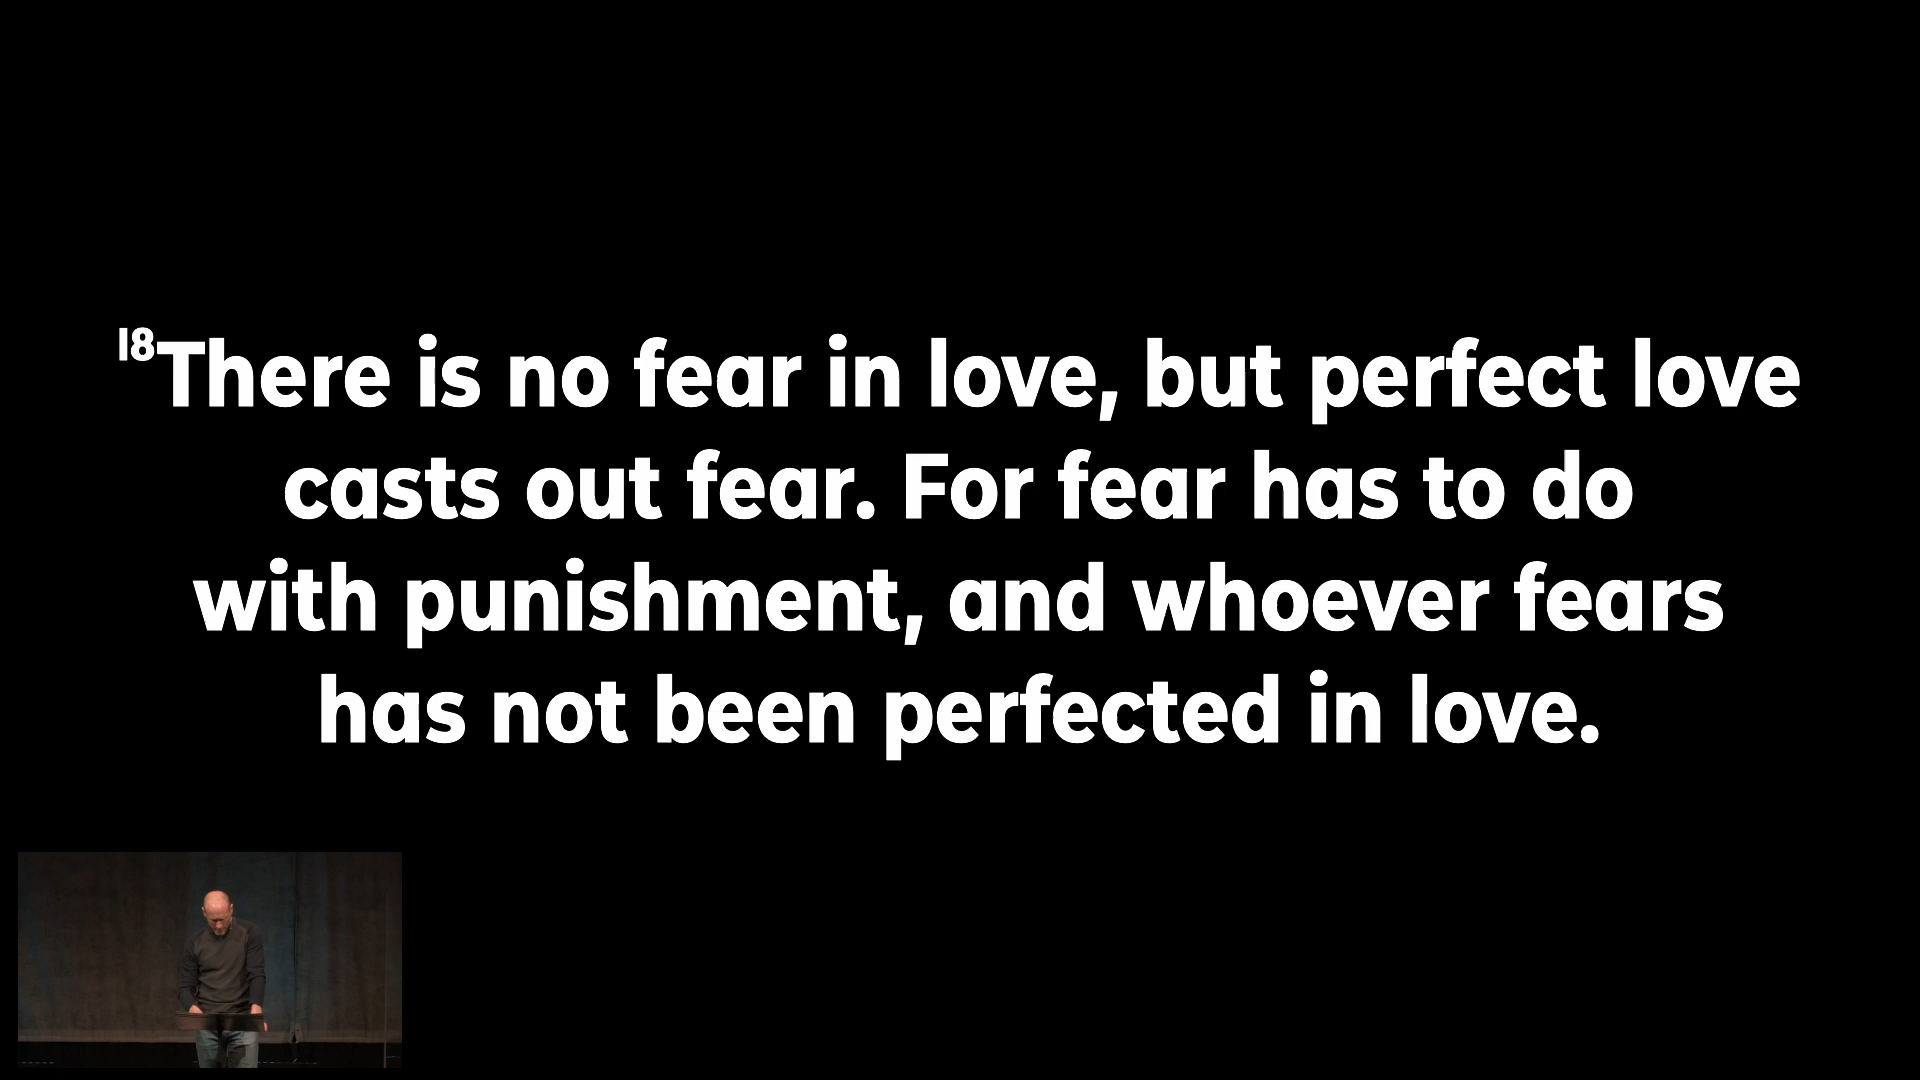 ¹⁸There is no fear in love, but perfect love
casts out fear. For fear has to do
with punishment, and whoever fears
has not been perfected in love.